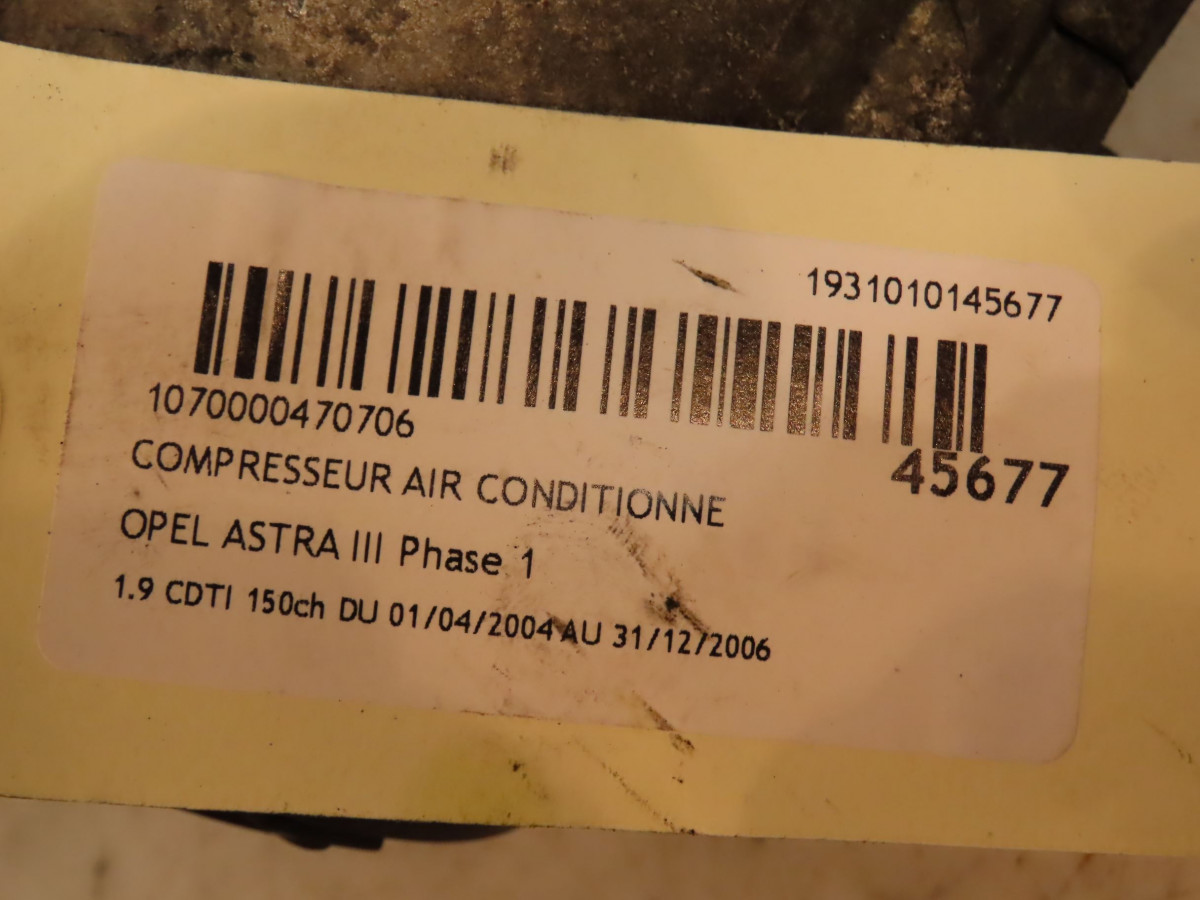 1931010145677
1070000470706
45677
COMPRESSEUR AIR CONDITIONNE
OPEL ASTRA III Phase 1
1.9 CDTI 150ch DU 01/04/2004 AU 31/12/2006